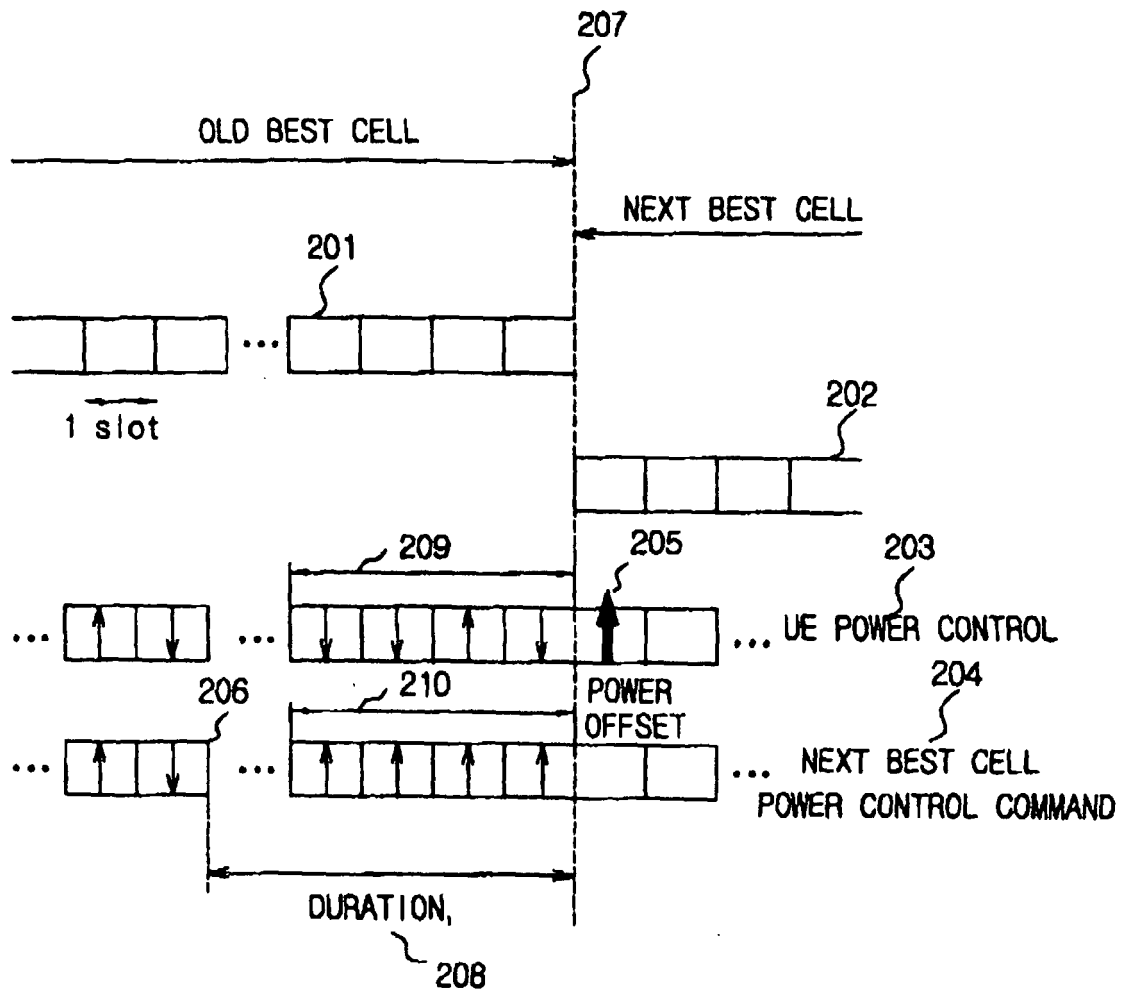 207
OLD BEST CELL
NEXT BEST CELL
201
...
1 slot
202
209
205
203
... ... ... UE POWER CONTROL
206
210
POWER
OFFSET
204
... ... ... NEXT BEST CELL
POWER CONTROL COMMAND
DURATION,
208